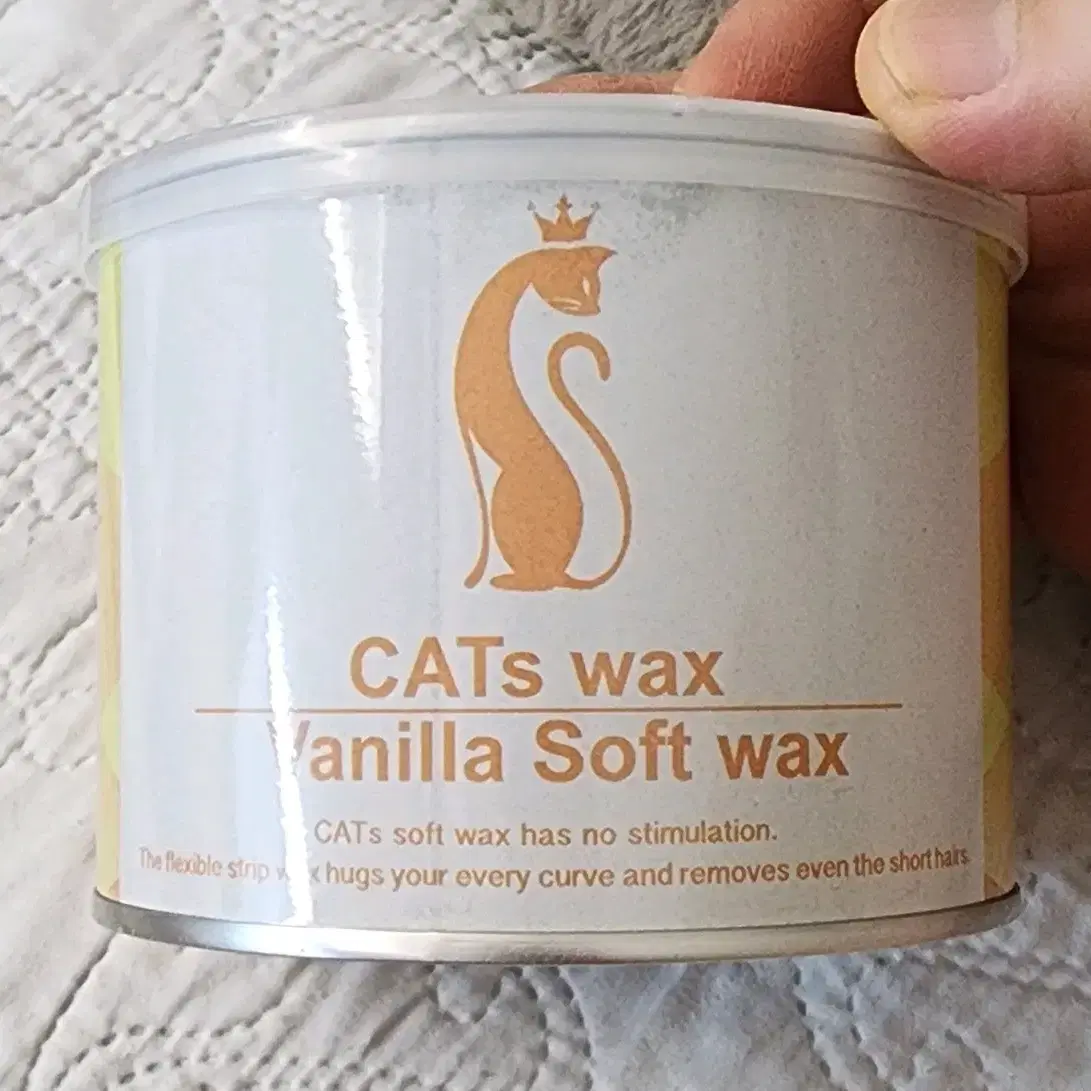 CATs wax
Vanilla Soft wax
CATs soft wax has no stimulation.
The flexible strip wax hugs your every curve and removes even the short hairs